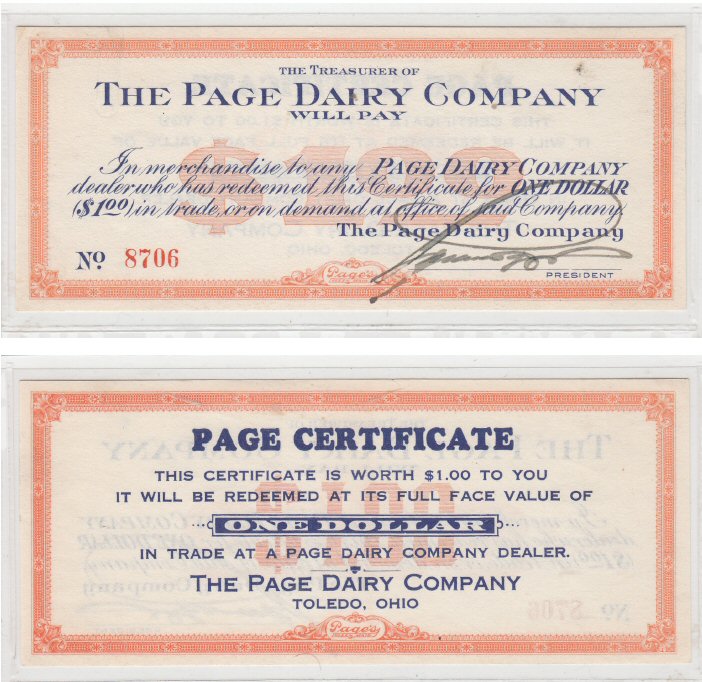 THE TREASURER OF
THE PAGE DAIRY COMPANY
WILL PAY
$1.00
In merchandise to any PAGE DAIRY COMPANY
dealer who has redeemed this Certificate for ONE DOLLAR
($1.00) in trade, or on demand at office of said Company.
The Page Dairy Company
No. 8706
PRESIDENT
Page's
PAGE CERTIFICATE
THIS CERTIFICATE IS WORTH $1.00 TO YOU
IT WILL BE REDEEMED AT ITS FULL FACE VALUE OF
ONE DOLLAR
$1.00
IN TRADE AT A PAGE DAIRY COMPANY DEALER.
THE PAGE DAIRY COMPANY
TOLEDO, OHIO
Page's